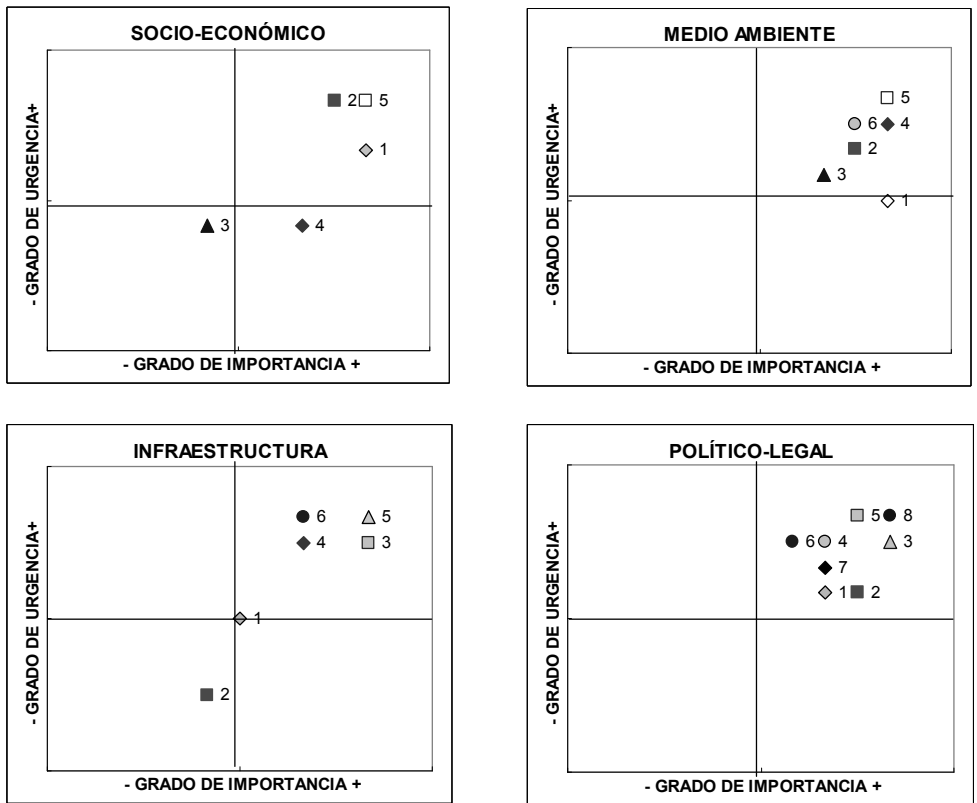 SOCIO-ECONÓMICO
- GRADO DE URGENCIA+
2 5
1
3 4
- GRADO DE IMPORTANCIA +
MEDIO AMBIENTE
- GRADO DE URGENCIA+
5
6 4
2
3
1
- GRADO DE IMPORTANCIA +
INFRAESTRUCTURA
- GRADO DE URGENCIA+
6 5
4 3
1
2
- GRADO DE IMPORTANCIA +
POLÍTICO-LEGAL
- GRADO DE URGENCIA+
5 8
6 4 3
7
1 2
- GRADO DE IMPORTANCIA +